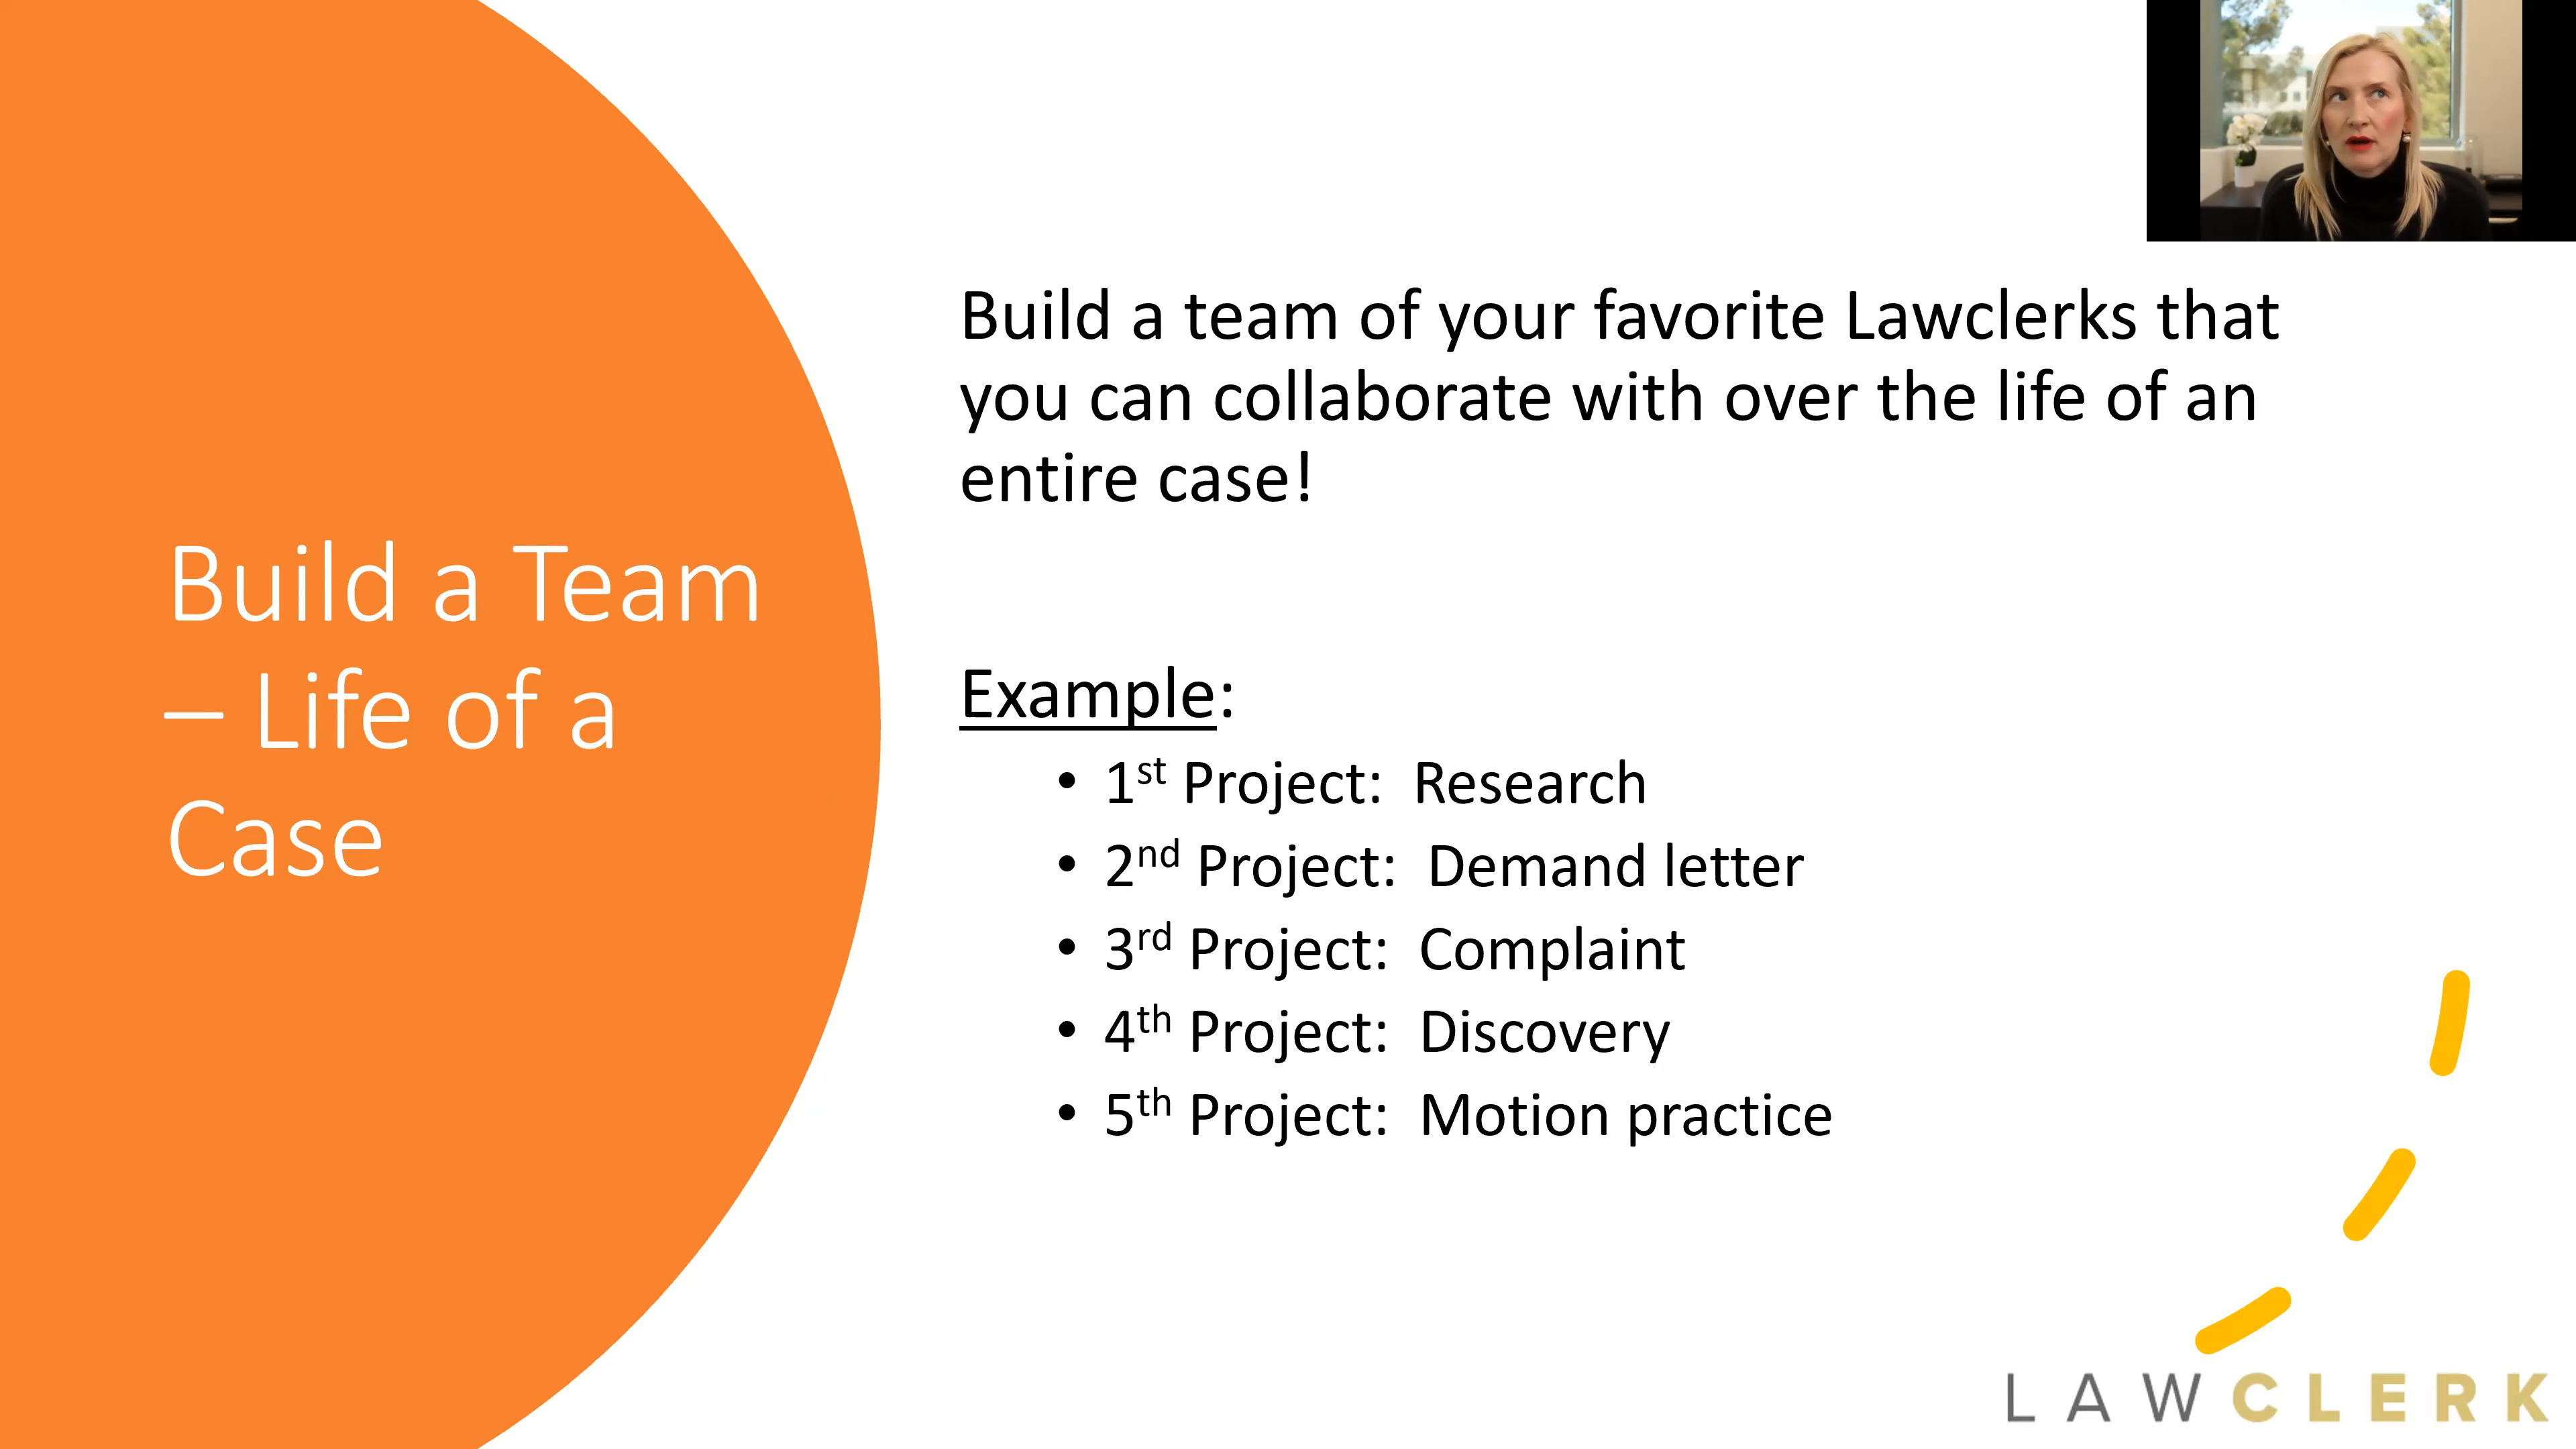 Build a Team
– Life of a
Case
Build a team of your favorite Lawclerks that
you can collaborate with over the life of an
entire case!
Example:
• 1st Project:  Research
• 2nd Project:  Demand letter
• 3rd Project:  Complaint
• 4th Project:  Discovery
• 5th Project:  Motion practice
LAWCLERK